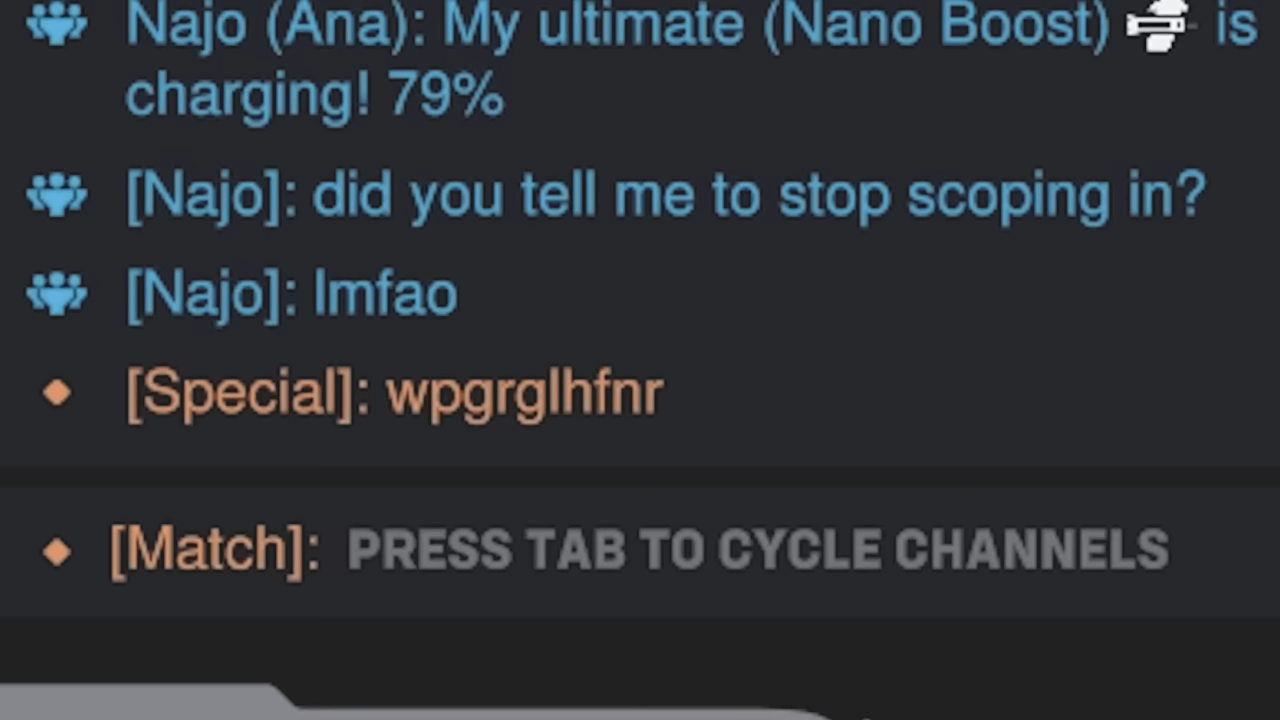 Najo (Ana): My ultimate (Nano Boost) is
charging! 79%
[Najo]: did you tell me to stop scoping in?
[Najo]: lmfao
[Special]: wpgrglhfnr
[Match]: PRESS TAB TO CYCLE CHANNELS